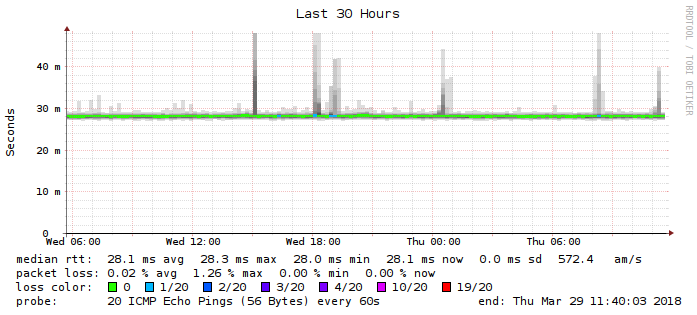 Last 30 Hours
RRDTOOL / TOBI OETIKER
Seconds
40 m
30 m
20 m
10 m
0
Wed 06:00 Wed 12:00 Wed 18:00 Thu 00:00 Thu 06:00
median rtt: 28.1 ms avg 28.3 ms max 28.0 ms min 28.1 ms now 0.0 ms sd 572.4 am/s
packet loss: 0.02 % avg 1.26 % max 0.00 % min 0.00 % now
loss color: 0 1/20 2/20 3/20 4/20 10/20 19/20
probe: 20 ICMP Echo Pings (56 Bytes) every 60s end: Thu Mar 29 11:40:03 2018